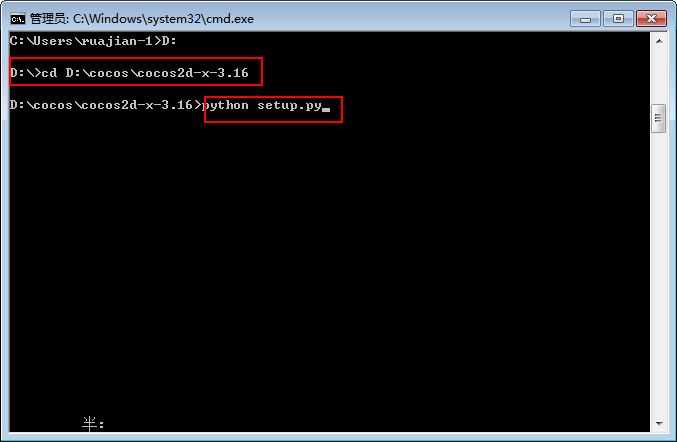 管理员: C:\Windows\system32\cmd.exe
C:\Users\ruajian-1>D:
D:\>cd D:\cocos\cocos2d-x-3.16
D:\cocos\cocos2d-x-3.16>python setup.py
半: